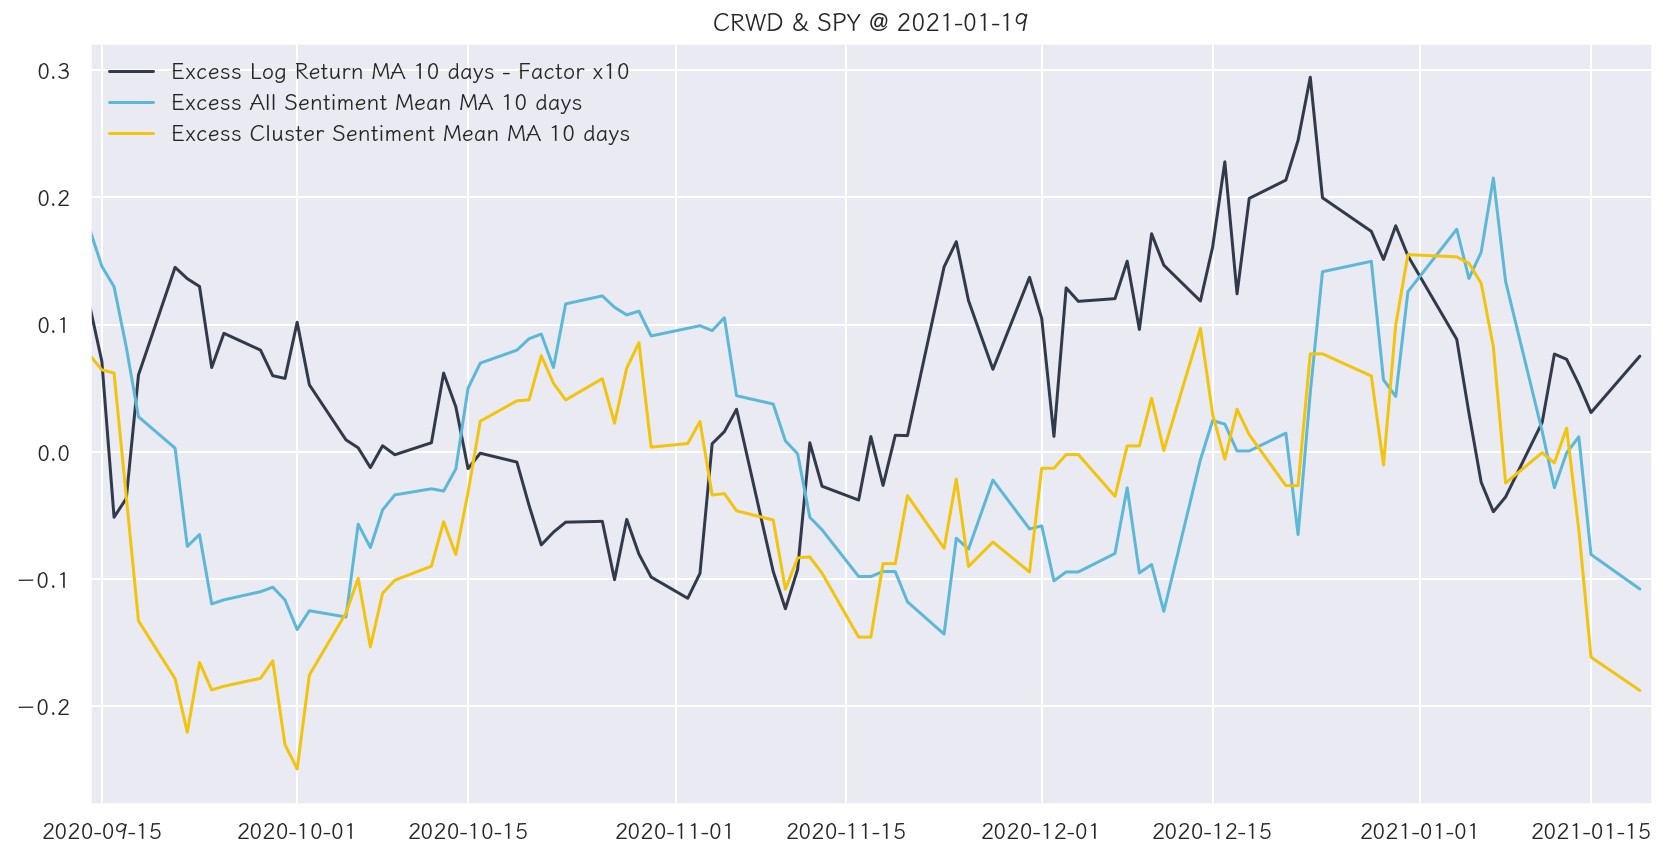 CRWD & SPY @ 2021-01-19
Excess Log Return MA 10 days - Factor x10
Excess All Sentiment Mean MA 10 days
Excess Cluster Sentiment Mean MA 10 days
0.3
0.2
0.1
0.0
−0.1
−0.2
2020-09-15 2020-10-01 2020-10-15 2020-11-01 2020-11-15 2020-12-01 2020-12-15 2021-01-01 2021-01-15